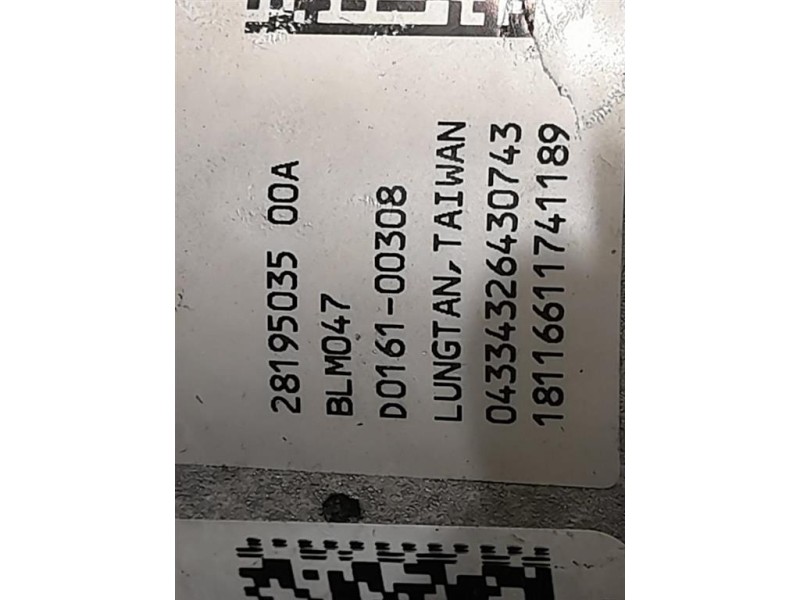 28195035 00A
BLM047
D0161-00308
LUNGTAN,TAIWAN
04334326430743
18116611741189